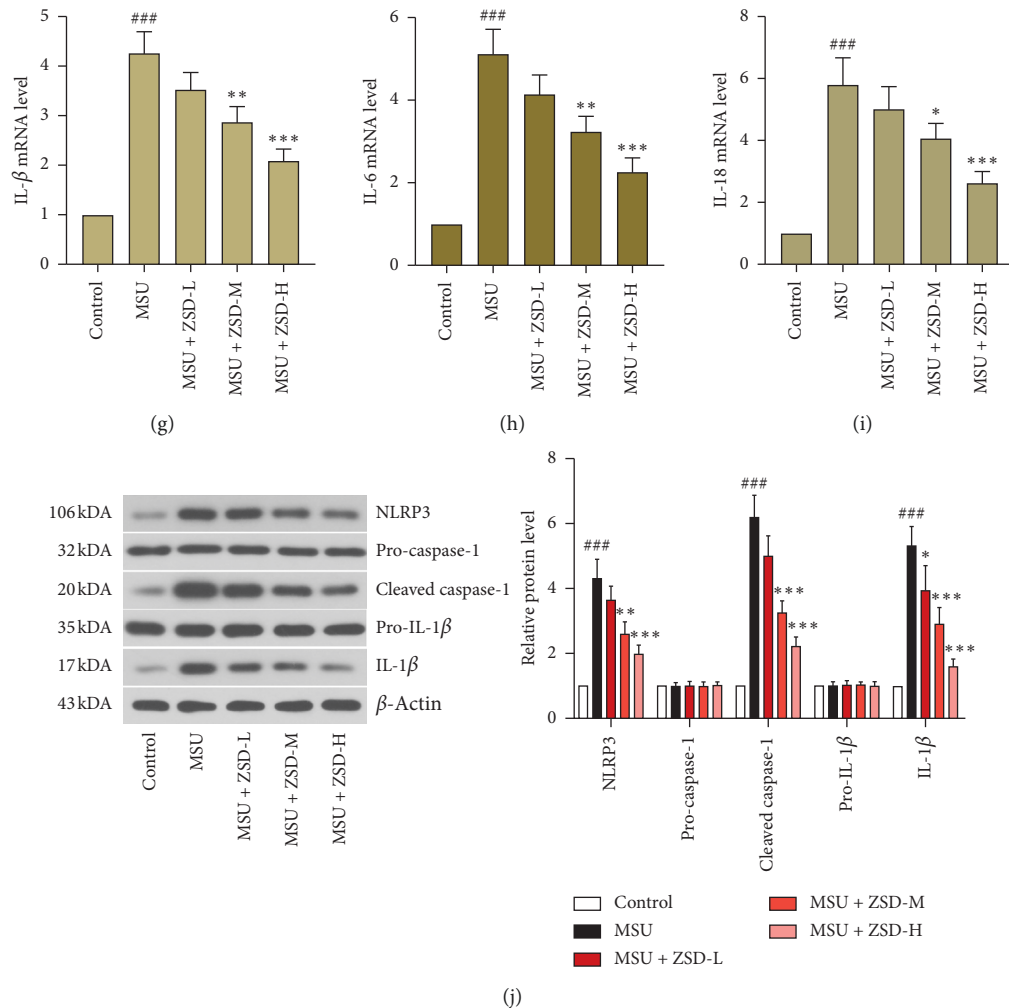 IL-β mRNA level
5
4
3
2
1
0
###
**
***
Control
MSU
MSU + ZSD-L
MSU + ZSD-M
MSU + ZSD-H
(g)
IL-6 mRNA level
6
4
2
0
###
**
***
Control
MSU
MSU + ZSD-L
MSU + ZSD-M
MSU + ZSD-H
(h)
IL-18 mRNA level
8
6
4
2
0
###
*
***
Control
MSU
MSU + ZSD-L
MSU + ZSD-M
MSU + ZSD-H
(i)
106 kDA NLRP3
32 kDA Pro-caspase-1
20 kDA Cleaved caspase-1
35 kDA Pro-IL-1β
17 kDA IL-1β
43 kDA β-Actin
Control
MSU
MSU + ZSD-L
MSU + ZSD-M
MSU + ZSD-H
Relative protein level
8
6
4
2
0
###
**
***
###
***
***
###
*
***
***
NLRP3
Pro-caspase-1
Cleaved caspase-1
Pro-IL-1β
IL-1β
Control
MSU
MSU + ZSD-L
MSU + ZSD-M
MSU + ZSD-H
(j)